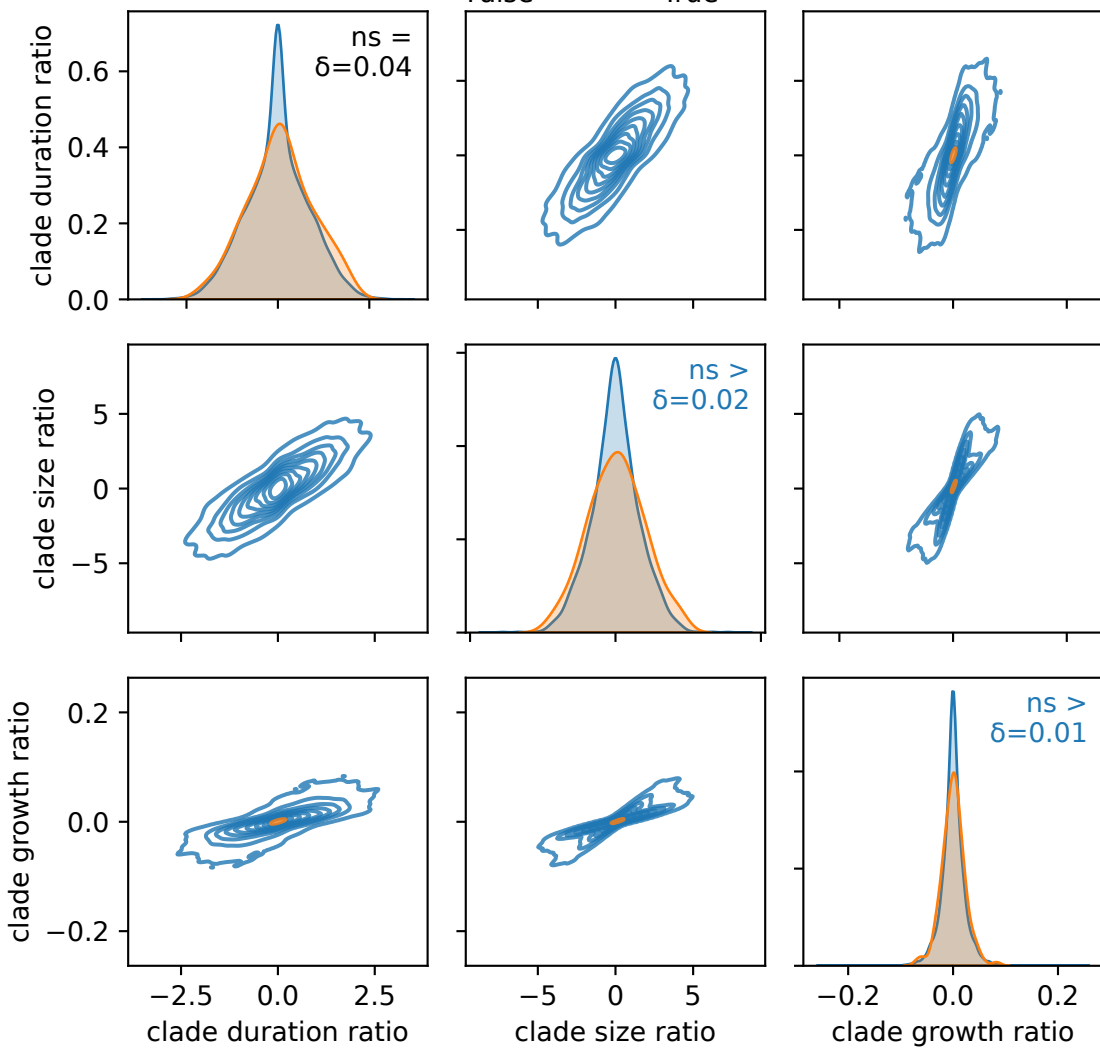 clade duration ratio
0.6
0.4
0.2
0.0
ns =
δ=0.04
clade size ratio
5
0
−5
ns >
δ=0.02
clade growth ratio
0.2
0.0
−0.2
ns >
δ=0.01
−2.5 0.0 2.5
−5 0 5
−0.2 0.0 0.2
clade duration ratio
clade size ratio
clade growth ratio